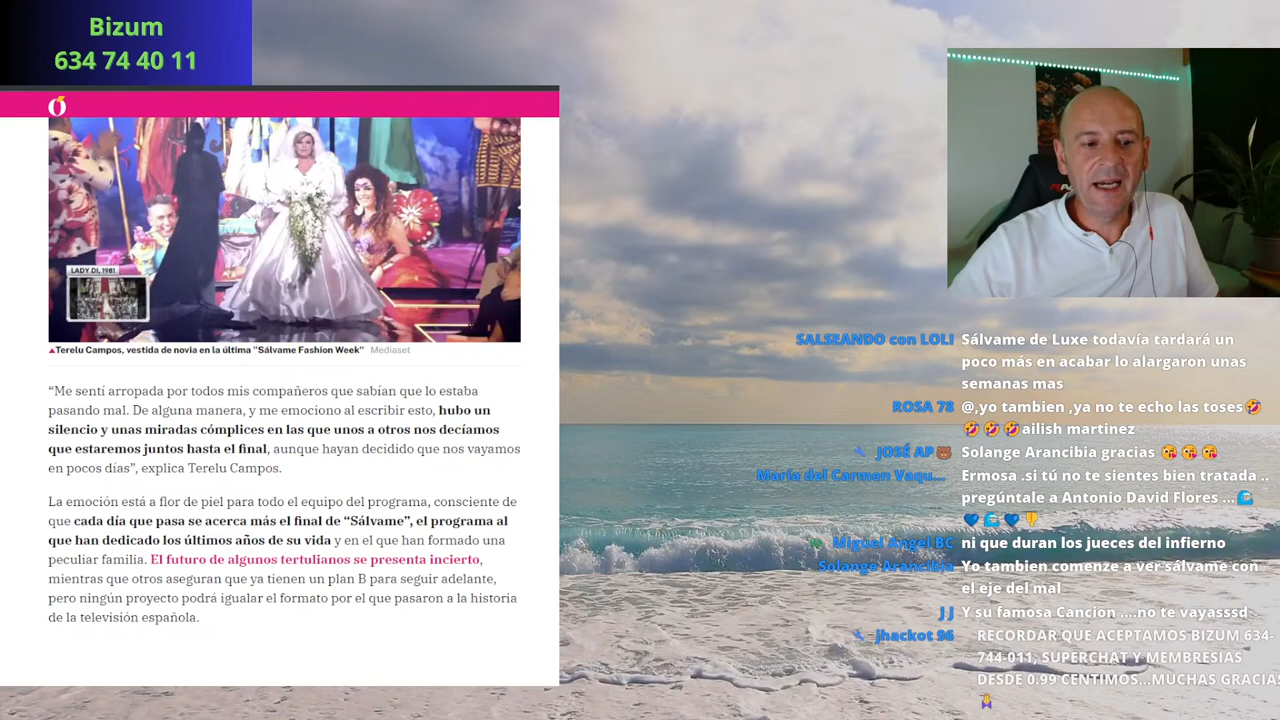 Bizum
634 74 40 11
LADY DI, 1981
▲Terelu Campos, vestida de novia en la última "Sálvame Fashion Week" Mediaset
“Me sentí arropada por todos mis compañeros que sabían que lo estaba
pasando mal. De alguna manera, y me emociono al escribir esto, hubo un
silencio y unas miradas cómplices en las que unos a otros nos decíamos
que estaremos juntos hasta el final, aunque hayan decidido que nos vayamos
en pocos días”, explica Terelu Campos.
La emoción está a flor de piel para todo el equipo del programa, consciente de
que cada día que pasa se acerca más el final de “Sálvame”, el programa al
que han dedicado los últimos años de su vida y en el que han formado una
peculiar familia. El futuro de algunos tertulianos se presenta incierto,
mientras que otros aseguran que ya tienen un plan B para seguir adelante,
pero ningún proyecto podrá igualar el formato por el que pasaron a la historia
de la televisión española.
SALSEANDO con LOLI Sálvame de Luxe todavía tardará un
poco más en acabar lo alargaron unas
semanas mas
ROSA 78 @,yo tambien ,ya no te echo las toses🤣
🤣🤣🤣ailish martinez
JOSÉ AP🐻 Solange Arancibia gracias 😘😘😘
María del Carmen Vaqu... Ermosa .si tú no te sientes bien tratada ..
pregúntale a Antonio David Flores ...🌊
💙🌊💙👎
Miguel Angel BC ni que duran los jueces del infierno
Solange Arancibia Yo tambien comenze a ver sálvame con
el eje del mal
J J Y su famosa Cancion ....no te vayasssd
jhackot 96 RECORDAR QUE ACEPTAMOS BIZUM 634-
744-011, SUPERCHAT Y MEMBRESIAS
DESDE 0.99 CENTIMOS...MUCHAS GRACIAS
🙏